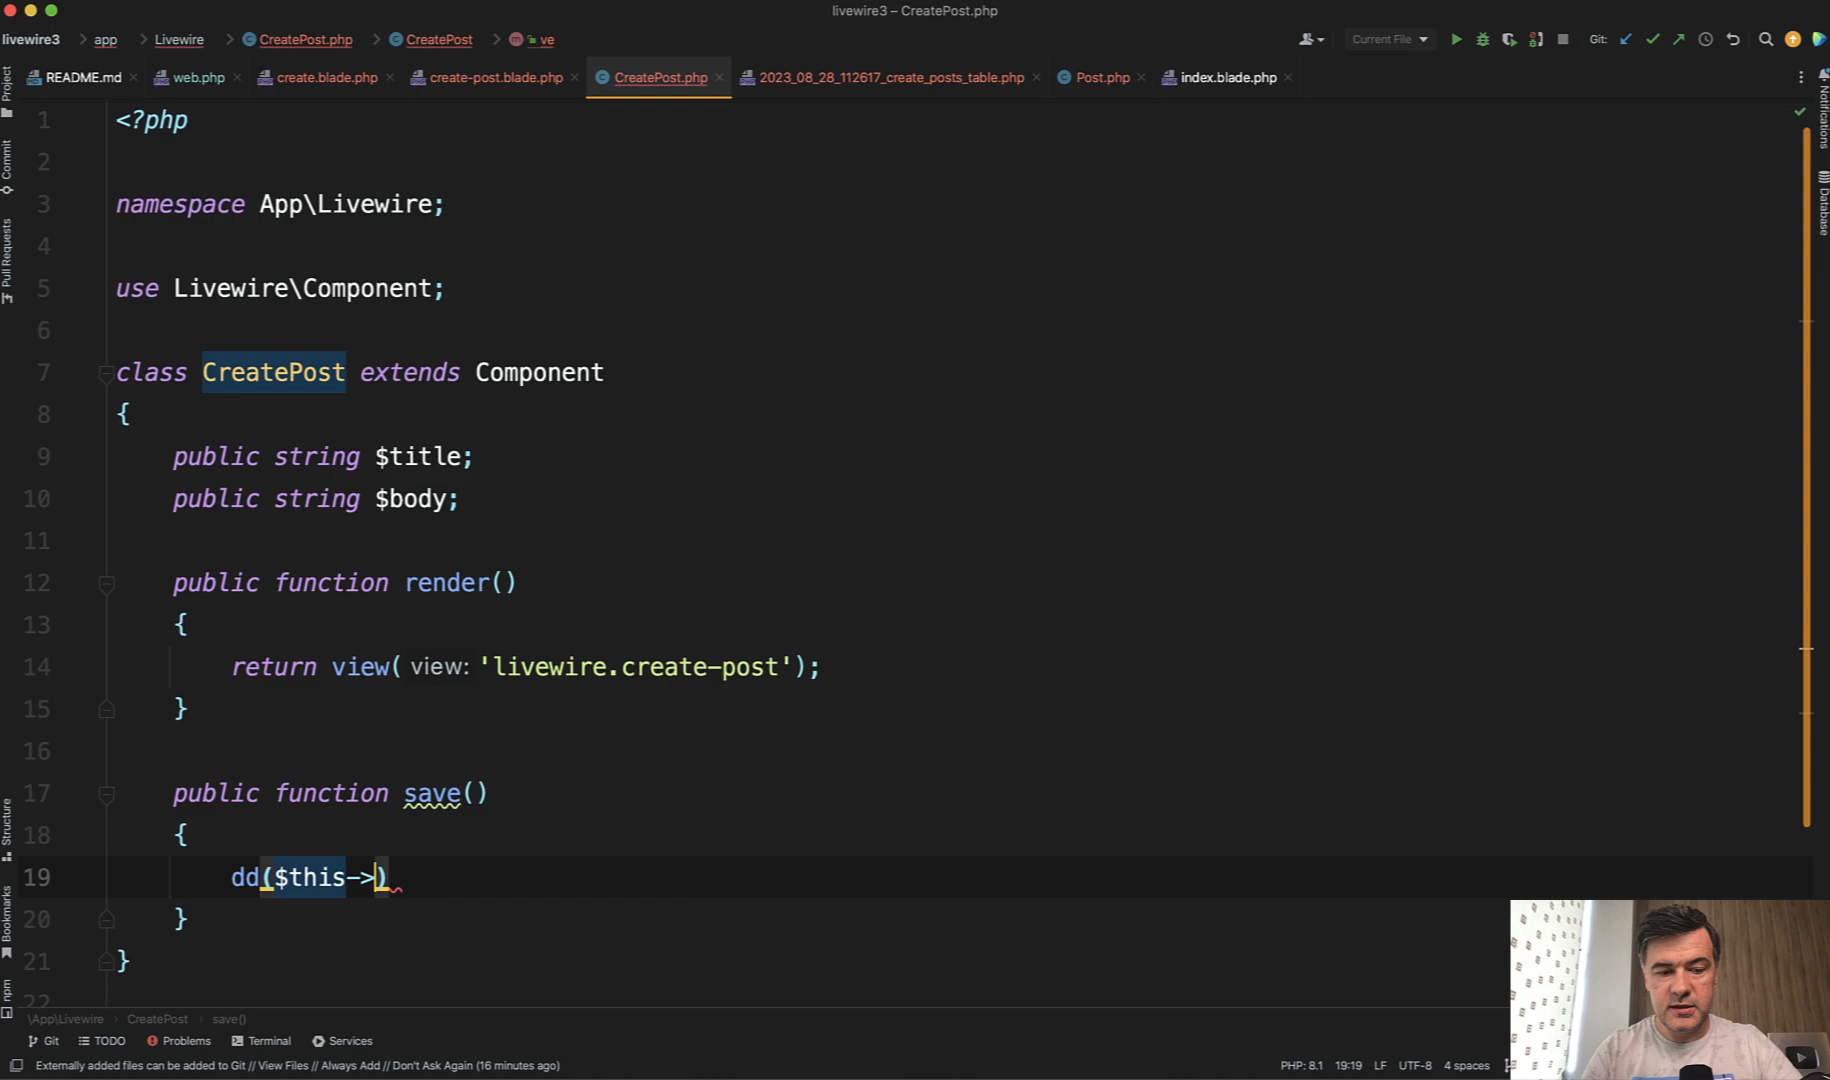 livewire3 – CreatePost.php
livewire3 app Livewire CreatePost.php CreatePost ve
Current File Git:
README.md web.php create.blade.php create-post.blade.php CreatePost.php 2023_08_28_112617_create_posts_table.php Post.php index.blade.php
Project
Commit
Pull Requests
Structure
Bookmarks
npm
Notifications
Database
1 <?php
2
3 namespace App\Livewire;
4
5 use Livewire\Component;
6
7 class CreatePost extends Component
8 {
9 public string $title;
10 public string $body;
11
12 public function render()
13 {
14 return view( view: 'livewire.create-post');
15 }
16
17 public function save()
18 {
19 dd($this->)
20 }
21 }
22
\App\Livewire CreatePost save()
Git TODO Problems Terminal Services
Externally added files can be added to Git // View Files // Always Add // Don't Ask Again (16 minutes ago)
PHP: 8.1 19:19 LF UTF-8 4 spaces